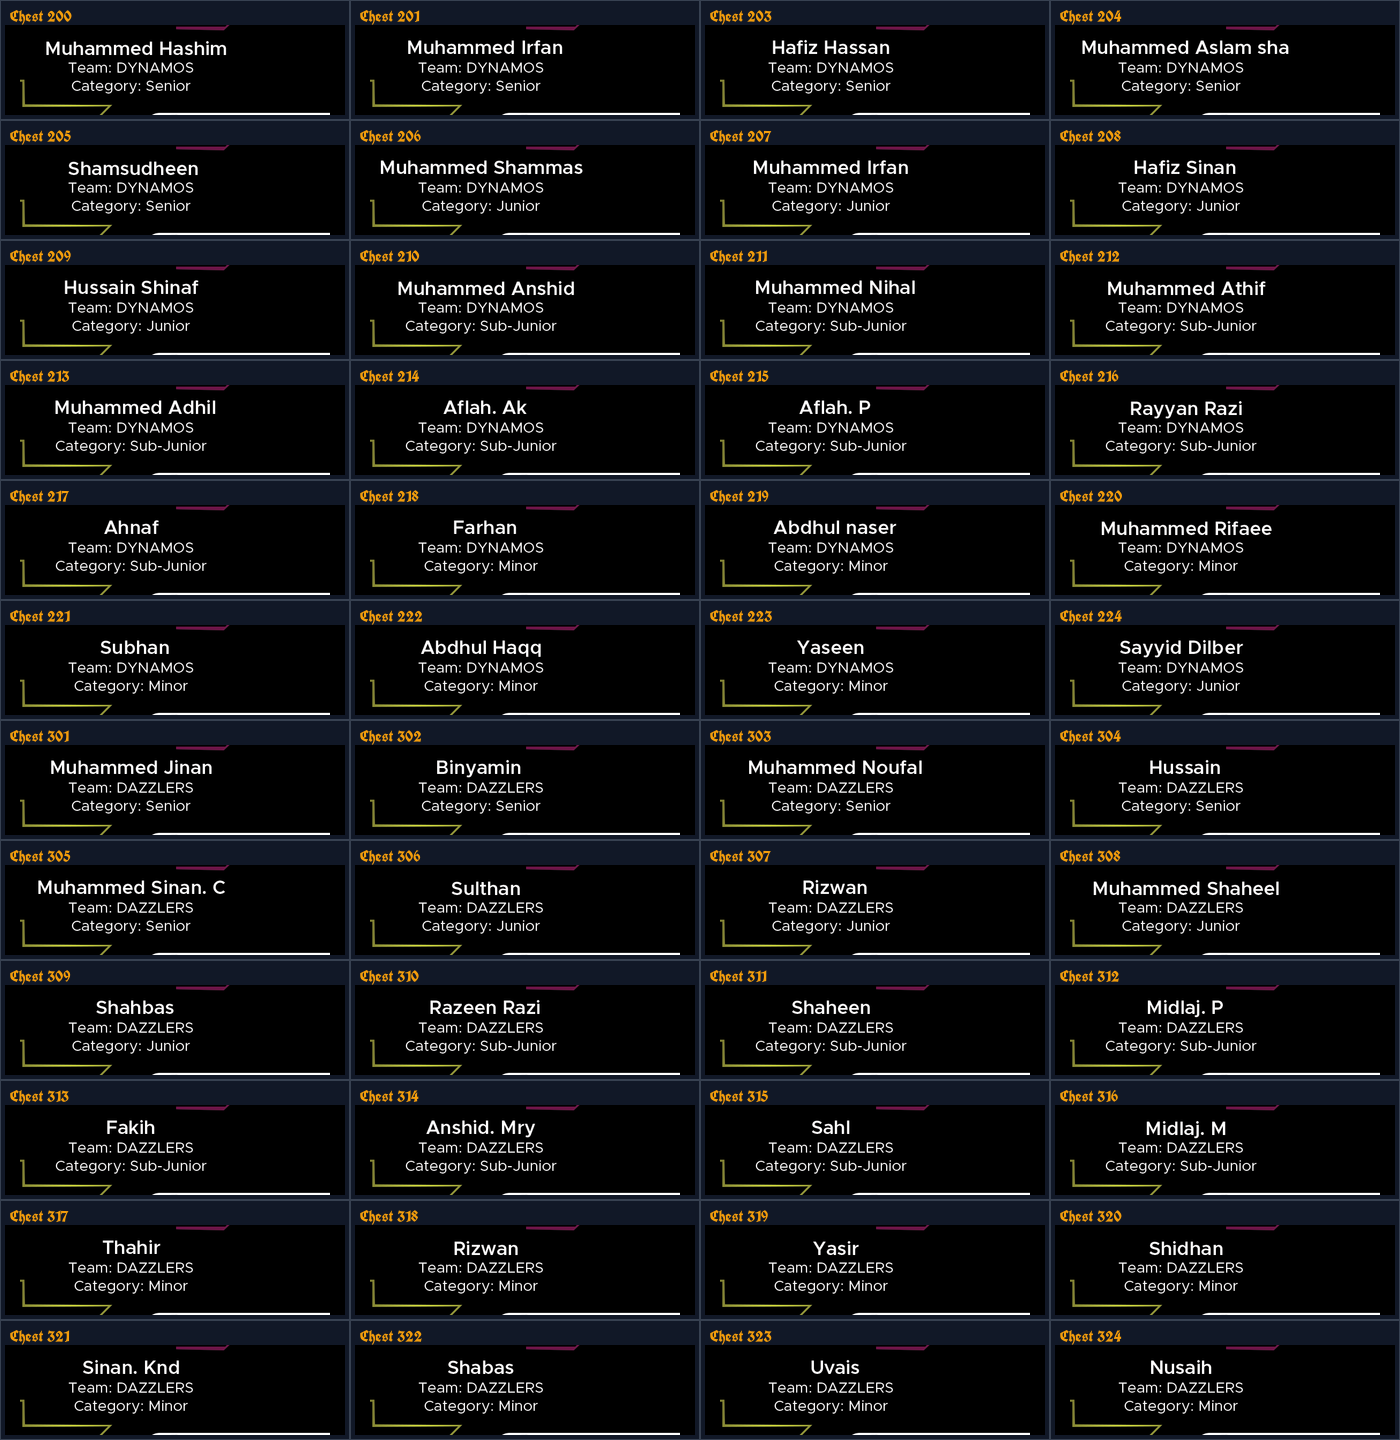 Chest 200
Muhammed Hashim
Team: DYNAMOS
Category: Senior
Chest 201
Muhammed Irfan
Team: DYNAMOS
Category: Senior
Chest 203
Hafiz Hassan
Team: DYNAMOS
Category: Senior
Chest 204
Muhammed Aslam sha
Team: DYNAMOS
Category: Senior
Chest 205
Shamsudheen
Team: DYNAMOS
Category: Senior
Chest 206
Muhammed Shammas
Team: DYNAMOS
Category: Junior
Chest 207
Muhammed Irfan
Team: DYNAMOS
Category: Junior
Chest 208
Hafiz Sinan
Team: DYNAMOS
Category: Junior
Chest 209
Hussain Shinaf
Team: DYNAMOS
Category: Junior
Chest 210
Muhammed Anshid
Team: DYNAMOS
Category: Sub-Junior
Chest 211
Muhammed Nihal
Team: DYNAMOS
Category: Sub-Junior
Chest 212
Muhammed Athif
Team: DYNAMOS
Category: Sub-Junior
Chest 213
Muhammed Adhil
Team: DYNAMOS
Category: Sub-Junior
Chest 214
Aflah. Ak
Team: DYNAMOS
Category: Sub-Junior
Chest 215
Aflah. P
Team: DYNAMOS
Category: Sub-Junior
Chest 216
Rayyan Razi
Team: DYNAMOS
Category: Sub-Junior
Chest 217
Ahnaf
Team: DYNAMOS
Category: Sub-Junior
Chest 218
Farhan
Team: DYNAMOS
Category: Minor
Chest 219
Abdhul naser
Team: DYNAMOS
Category: Minor
Chest 220
Muhammed Rifaee
Team: DYNAMOS
Category: Minor
Chest 221
Subhan
Team: DYNAMOS
Category: Minor
Chest 222
Abdhul Haqq
Team: DYNAMOS
Category: Minor
Chest 223
Yaseen
Team: DYNAMOS
Category: Minor
Chest 224
Sayyid Dilber
Team: DYNAMOS
Category: Junior
Chest 301
Muhammed Jinan
Team: DAZZLERS
Category: Senior
Chest 302
Binyamin
Team: DAZZLERS
Category: Senior
Chest 303
Muhammed Noufal
Team: DAZZLERS
Category: Senior
Chest 304
Hussain
Team: DAZZLERS
Category: Senior
Chest 305
Muhammed Sinan. C
Team: DAZZLERS
Category: Senior
Chest 306
Sulthan
Team: DAZZLERS
Category: Junior
Chest 307
Rizwan
Team: DAZZLERS
Category: Junior
Chest 308
Muhammed Shaheel
Team: DAZZLERS
Category: Junior
Chest 309
Shahbas
Team: DAZZLERS
Category: Junior
Chest 310
Razeen Razi
Team: DAZZLERS
Category: Sub-Junior
Chest 311
Shaheen
Team: DAZZLERS
Category: Sub-Junior
Chest 312
Midlaj. P
Team: DAZZLERS
Category: Sub-Junior
Chest 313
Fakih
Team: DAZZLERS
Category: Sub-Junior
Chest 314
Anshid. Mry
Team: DAZZLERS
Category: Sub-Junior
Chest 315
Sahl
Team: DAZZLERS
Category: Sub-Junior
Chest 316
Midlaj. M
Team: DAZZLERS
Category: Sub-Junior
Chest 317
Thahir
Team: DAZZLERS
Category: Minor
Chest 318
Rizwan
Team: DAZZLERS
Category: Minor
Chest 319
Yasir
Team: DAZZLERS
Category: Minor
Chest 320
Shidhan
Team: DAZZLERS
Category: Minor
Chest 321
Sinan. Knd
Team: DAZZLERS
Category: Minor
Chest 322
Shabas
Team: DAZZLERS
Category: Minor
Chest 323
Uvais
Team: DAZZLERS
Category: Minor
Chest 324
Nusaih
Team: DAZZLERS
Category: Minor